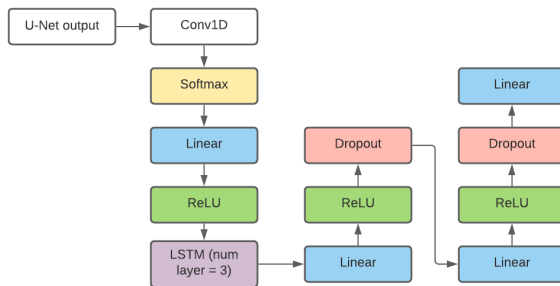 U-Net output
Conv1D
Softmax
Linear
ReLU
LSTM (num
layer = 3)
Linear
ReLU
Dropout
Linear
ReLU
Dropout
Linear